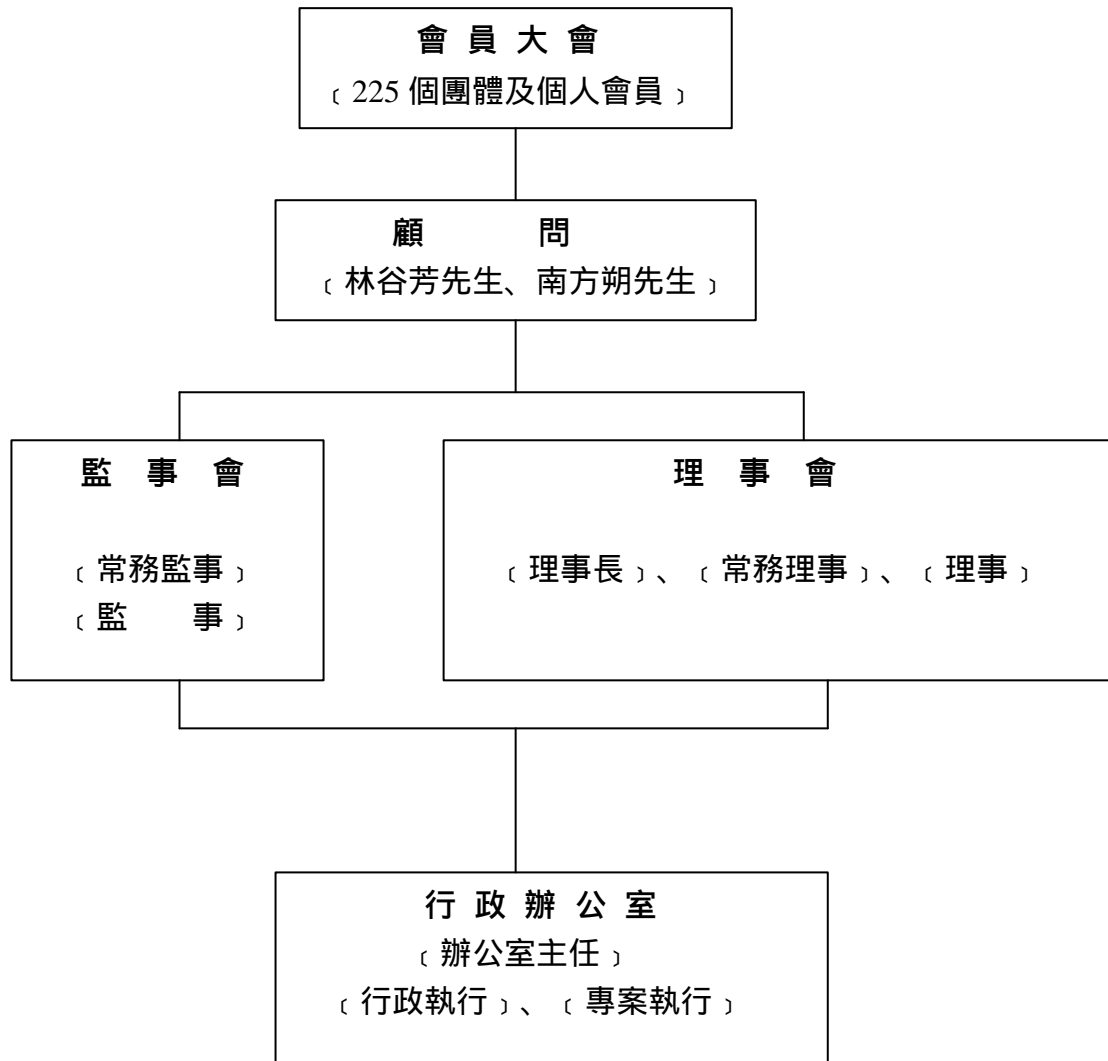 會 員 大 會
﹝225 個團體及個人會員﹞
顧 問
﹝林谷芳先生、南方朔先生﹞
監 事 會
﹝常務監事﹞
﹝監 事﹞
理 事 會
﹝理事長﹞、﹝常務理事﹞、﹝理事﹞
行 政 辦 公 室
﹝辦公室主任﹞
﹝行政執行﹞、﹝專案執行﹞